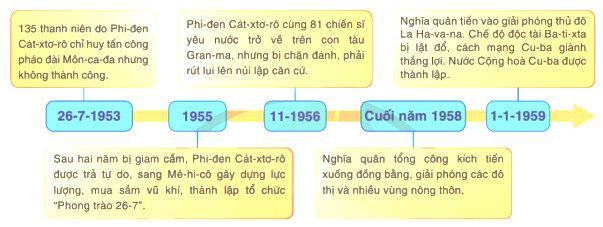 135 thanh niên do Phi-đen
Cát-xtơ-rô chỉ huy tấn công
pháo đài Môn-ca-đa nhưng
không thành công.
Phi-đen Cát-xtơ-rô cùng 81 chiến sĩ
yêu nước trở về trên con tàu
Gran-ma, nhưng bị chặn đánh, phải
rút lui lên núi lập căn cứ.
Nghĩa quân tiến vào giải phóng thủ đô
La Ha-va-na. Chế độ độc tài Ba-ti-xta
bị lật đổ, cách mạng Cu-ba giành
thắng lợi. Nước Cộng hoà Cu-ba được
thành lập.
26-7-1953
1955
11-1956
Cuối năm 1958
1-1-1959
Sau hai năm bị giam cầm, Phi-đen Cát-xtơ-rô
được trả tự do, sang Mê-hi-cô gây dựng lực
lượng, mua sắm vũ khí, thành lập tổ chức
“Phong trào 26-7”.
Nghĩa quân tổng công kích tiến
xuống đồng bằng, giải phóng các đô
thị và nhiều vùng nông thôn.